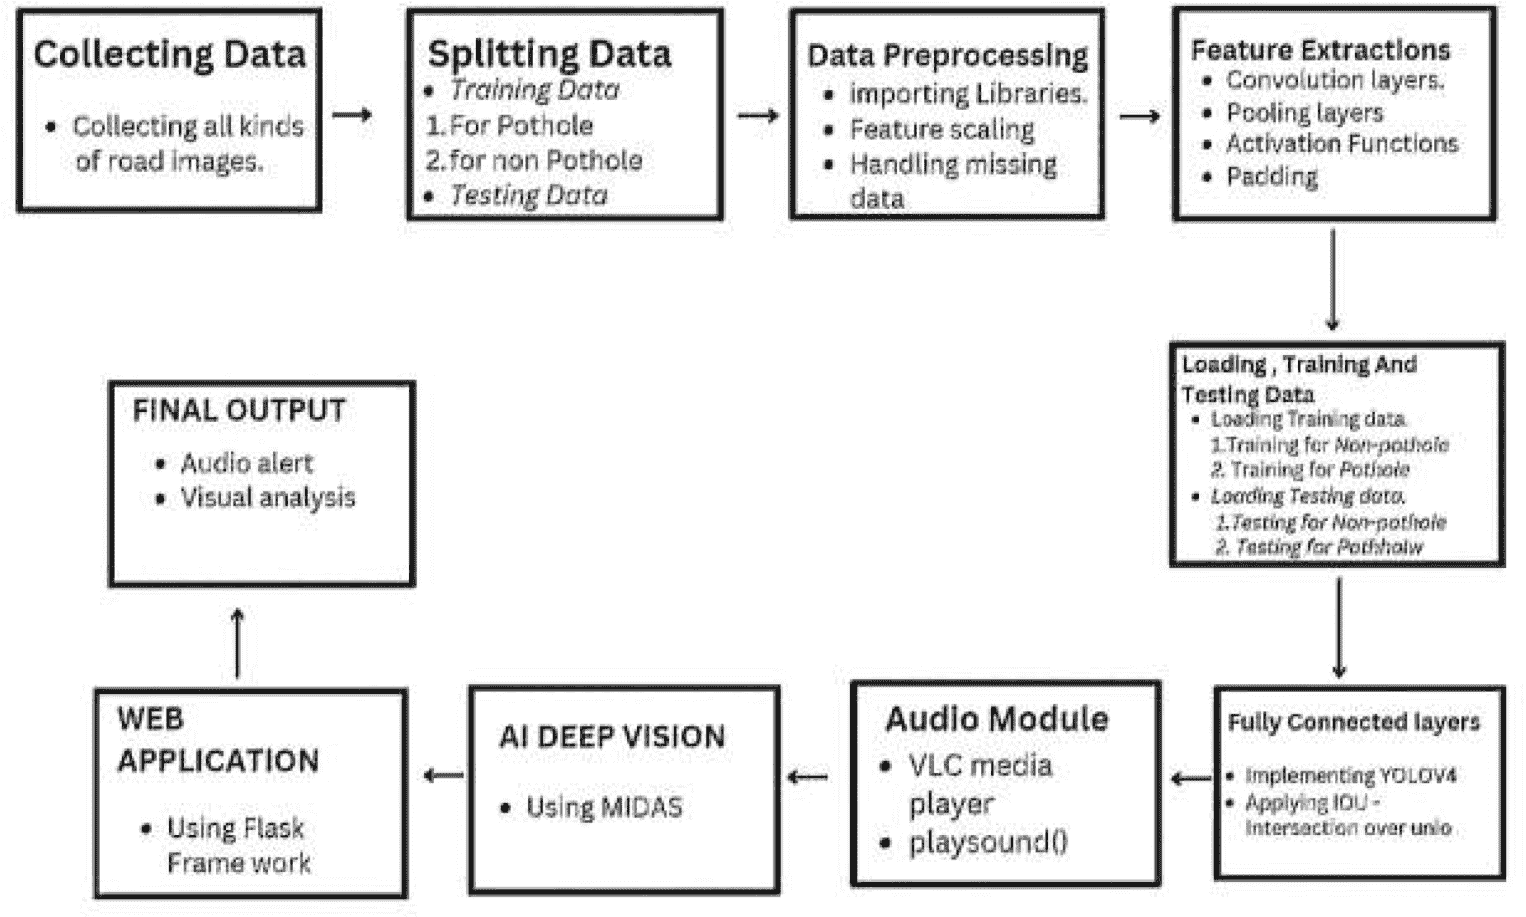 Collecting Data
• Collecting all kinds
of road images.
Splitting Data
• Training Data
1.For Pothole
2.for non Pothole
• Testing Data
Data Preprocessing
• importing Libraries.
• Feature scaling
• Handling missing
data
Feature Extractions
• Convolution layers.
• Pooling layers
• Activation Functions
• Padding
Loading , Training And
Testing Data
• Loading Training data.
1.Training for Non-pothole
2. Training for Pothole
• Loading Testing data.
1.Testing for Non-pothole
2. Testing for Pothholw
Fully Connected layers
• Implementing YOLOV4
• Applying IOU -
Intersection over unio
Audio Module
• VLC media
player
• playsound()
AI DEEP VISION
• Using MIDAS
WEB
APPLICATION
• Using Flask
Frame work
FINAL OUTPUT
• Audio alert
• Visual analysis